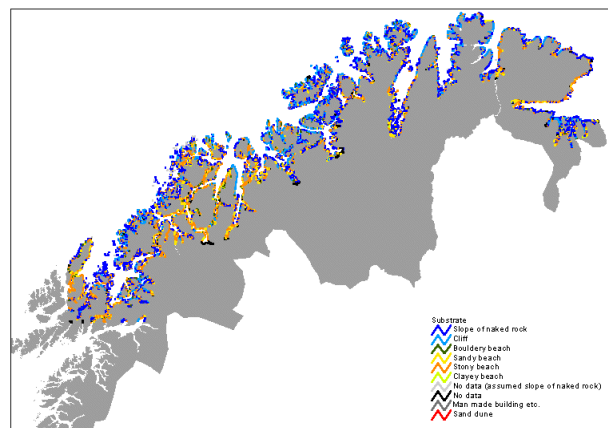 Substrate
Slope of naked rock
Cliff
Bouldery beach
Sandy beach
Stony beach
Clayey beach
No data (assumed slope of naked rock)
No data
Man made building etc.
Sand dune